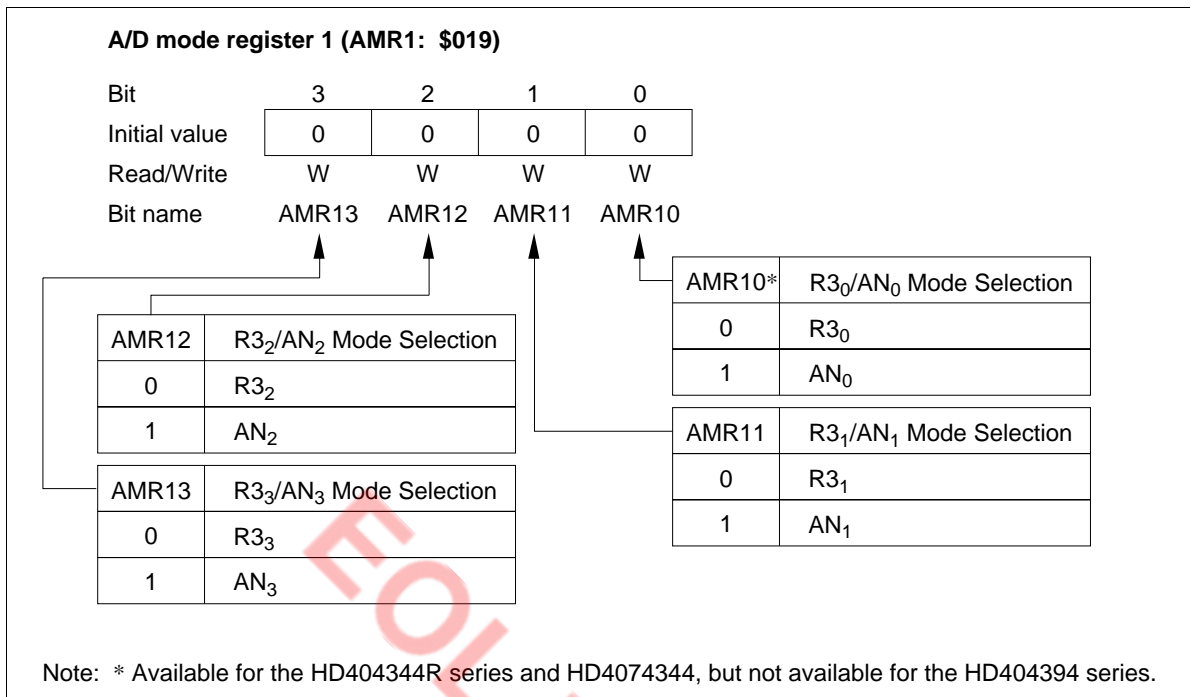 A/D mode register 1 (AMR1: $019)
Bit 3 2 1 0
Initial value 0 0 0 0
Read/Write W W W W
Bit name AMR13 AMR12 AMR11 AMR10
AMR10* R3₀/AN₀ Mode Selection
0 R3₀
1 AN₀
AMR12 R3₂/AN₂ Mode Selection
0 R3₂
1 AN₂
AMR11 R3₁/AN₁ Mode Selection
0 R3₁
1 AN₁
AMR13 R3₃/AN₃ Mode Selection
0 R3₃
1 AN₃
EOL
Note: * Available for the HD404344R series and HD4074344, but not available for the HD404394 series.